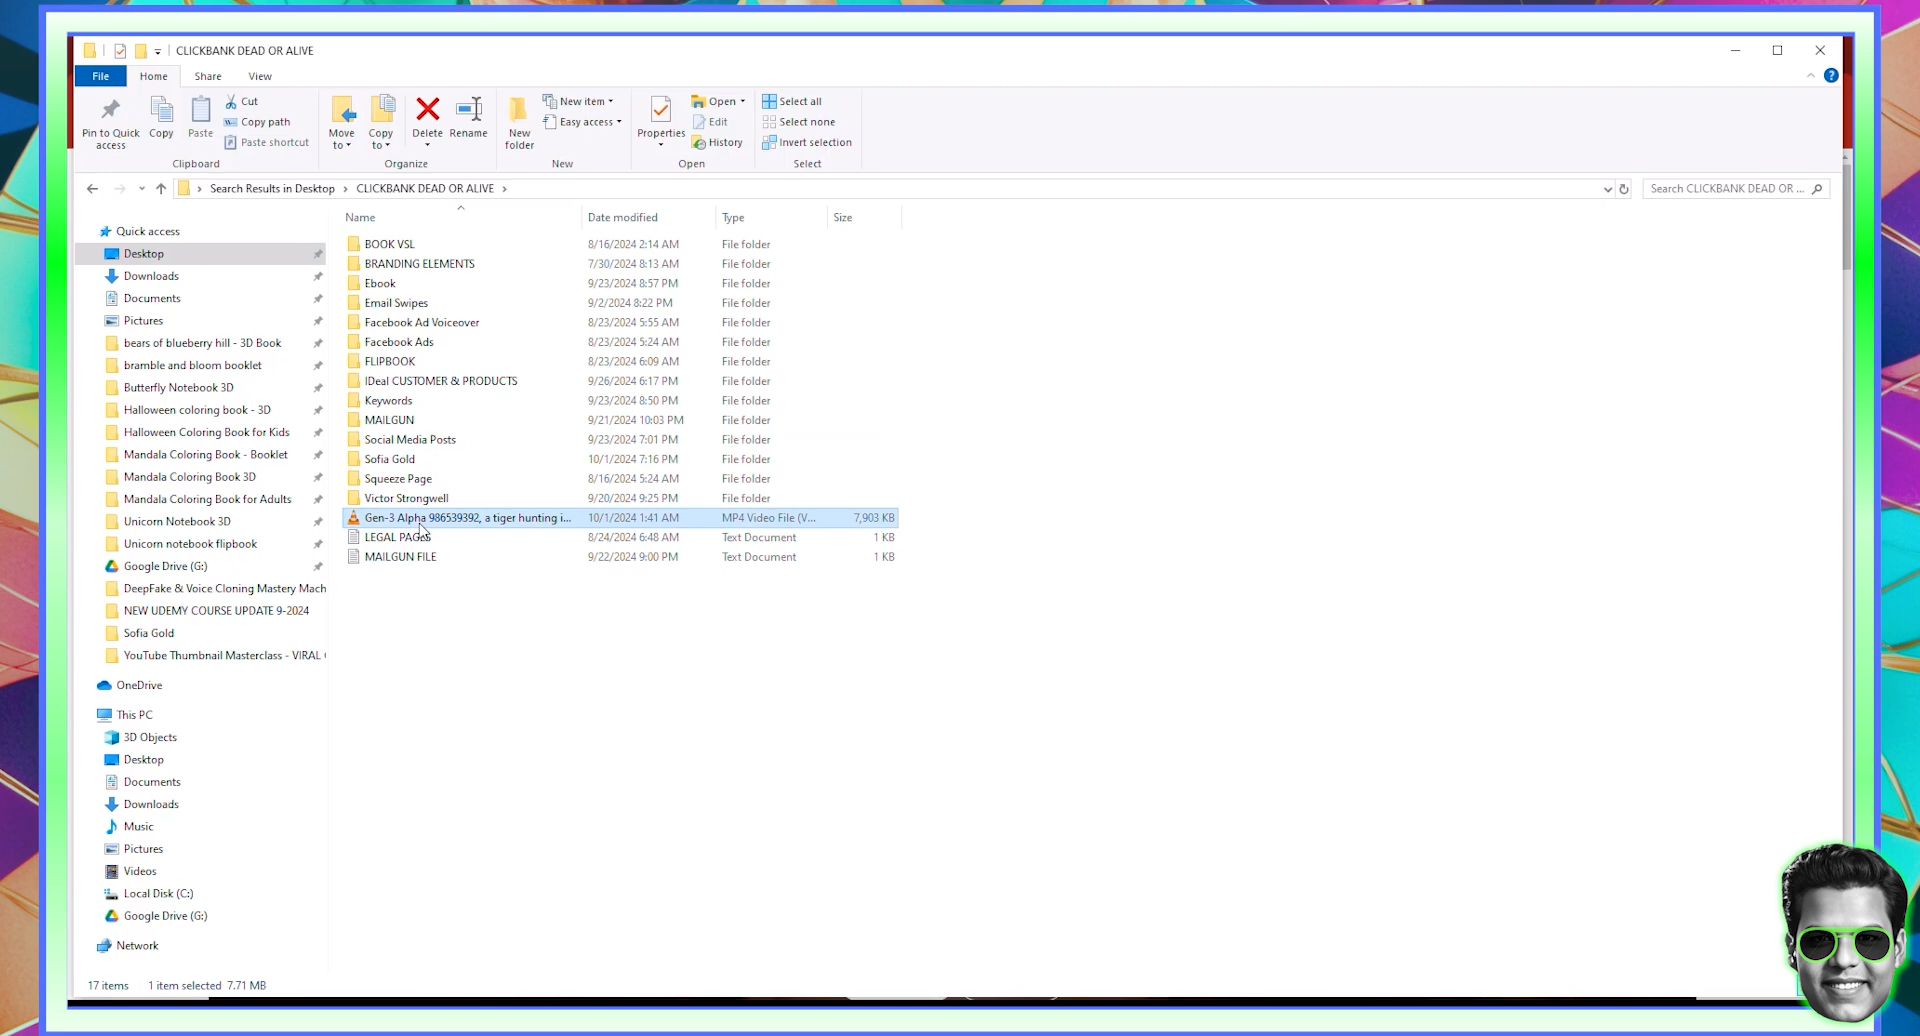 CLICKBANK DEAD OR ALIVE
File Home Share View
Pin to Quick access
Copy
Paste
Cut
Copy path
Paste shortcut
Clipboard
Move to
Copy to
Delete
Rename
Organize
New folder
New item
Easy access
New
Properties
Open
Edit
History
Open
Select all
Select none
Invert selection
Select
Search Results in Desktop › CLICKBANK DEAD OR ALIVE ›
Search CLICKBANK DEAD OR ...
Quick access
Desktop
Downloads
Documents
Pictures
bears of blueberry hill - 3D Book
bramble and bloom booklet
Butterfly Notebook 3D
Halloween coloring book - 3D
Halloween Coloring Book for Kids
Mandala Coloring Book - Booklet
Mandala Coloring Book 3D
Mandala Coloring Book for Adults
Unicorn Notebook 3D
Unicorn notebook flipbook
Google Drive (G:)
DeepFake & Voice Cloning Mastery Mach
NEW UDEMY COURSE UPDATE 9-2024
Sofia Gold
YouTube Thumbnail Masterclass - VIRAL
OneDrive
This PC
3D Objects
Desktop
Documents
Downloads
Music
Pictures
Videos
Local Disk (C:)
Google Drive (G:)
Network
Name Date modified Type Size
BOOK VSL 8/16/2024 2:14 AM File folder
BRANDING ELEMENTS 7/30/2024 8:13 AM File folder
Ebook 9/23/2024 8:57 PM File folder
Email Swipes 9/2/2024 8:22 PM File folder
Facebook Ad Voiceover 8/23/2024 5:55 AM File folder
Facebook Ads 8/23/2024 5:24 AM File folder
FLIPBOOK 8/23/2024 6:09 AM File folder
IDeal CUSTOMER & PRODUCTS 9/26/2024 6:17 PM File folder
Keywords 9/23/2024 8:50 PM File folder
MAILGUN 9/21/2024 10:03 PM File folder
Social Media Posts 9/23/2024 7:01 PM File folder
Sofia Gold 10/1/2024 7:16 PM File folder
Squeeze Page 8/16/2024 5:24 AM File folder
Victor Strongwell 9/20/2024 9:25 PM File folder
Gen-3 Alpha 986539392, a tiger hunting i... 10/1/2024 1:41 AM MP4 Video File (V... 7,903 KB
LEGAL PAGES 8/24/2024 6:48 AM Text Document 1 KB
MAILGUN FILE 9/22/2024 9:00 PM Text Document 1 KB
17 items 1 item selected 7.71 MB